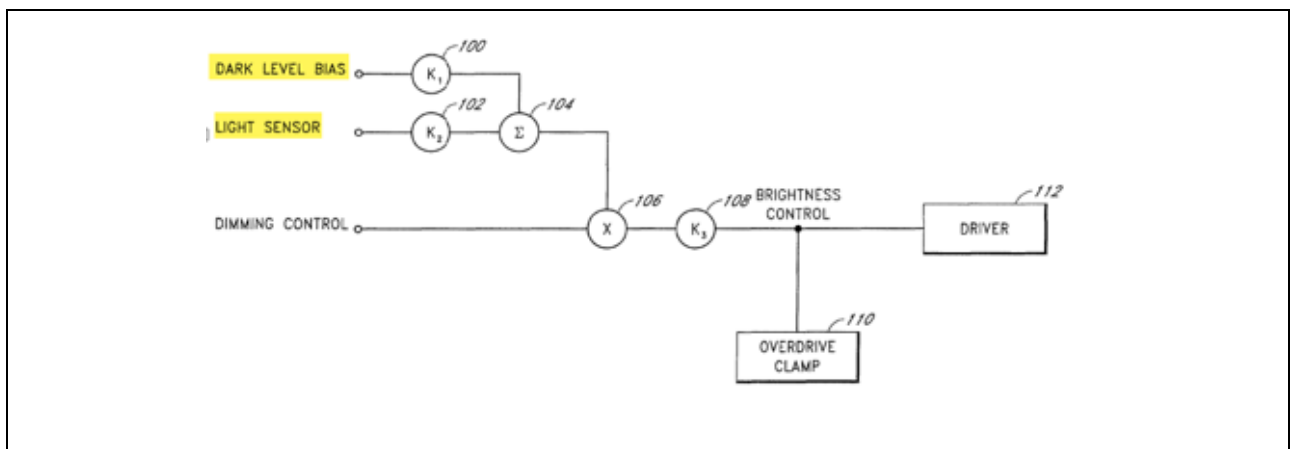 100
DARK LEVEL BIAS
K₁
102
104
LIGHT SENSOR
K₂
Σ
106
108
BRIGHTNESS
CONTROL
112
DIMMING CONTROL
X
K₃
DRIVER
110
OVERDRIVE
CLAMP